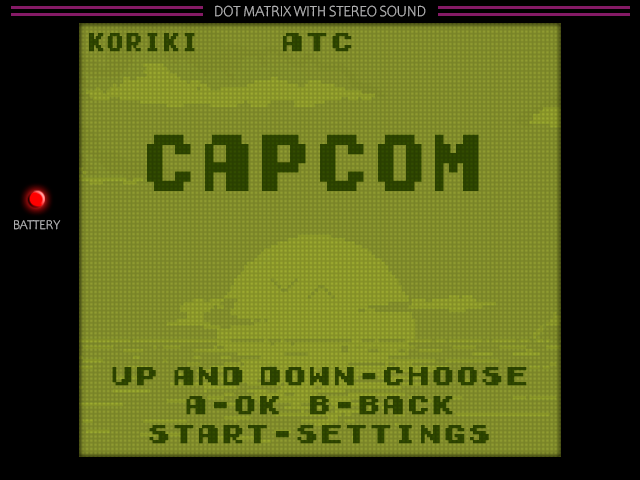 DOT MATRIX WITH STEREO SOUND
KORIKI ATC
CAPCOM
BATTERY
UP AND DOWN-CHOOSE
A-OK B-BACK
START-SETTINGS